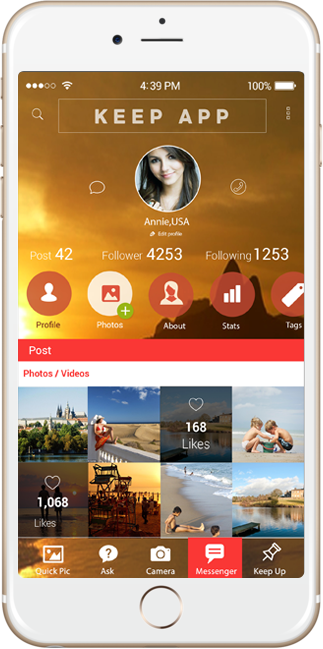 4:39 PM
100%
KEEP APP
Annie,USA
Edit profile
Post 42
Follower 4253
Following 1253
Profile
Photos
About
Stats
Tags
Post
Photos / Videos
168
Likes
1,068
Likes
Quick Pic
Ask
Camera
Messenger
Keep Up